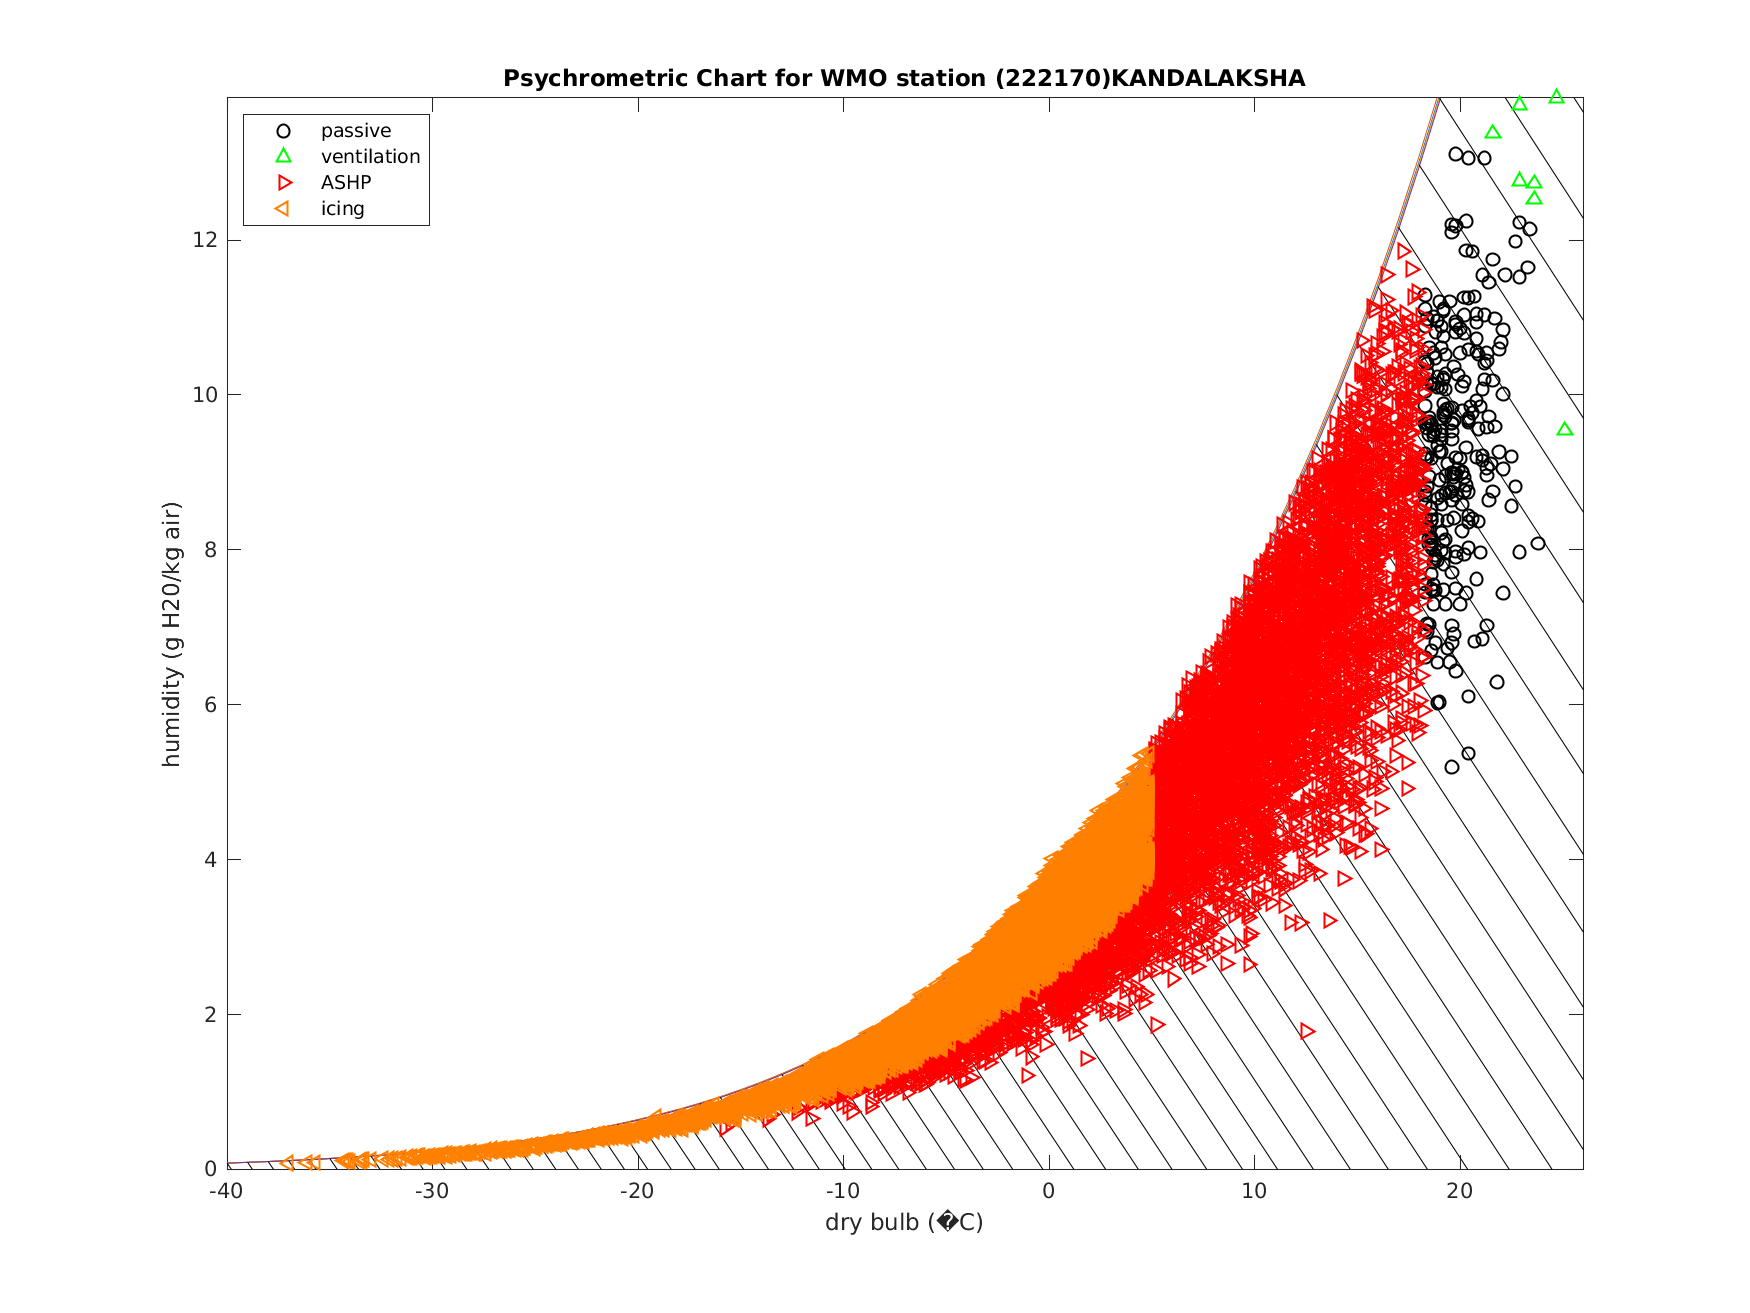 Psychrometric Chart for WMO station (222170)KANDALAKSHA
passive
ventilation
ASHP
icing
12
10
8
6
4
2
0
humidity (g H20/kg air)
-40 -30 -20 -10 0 10 20
dry bulb (�C)